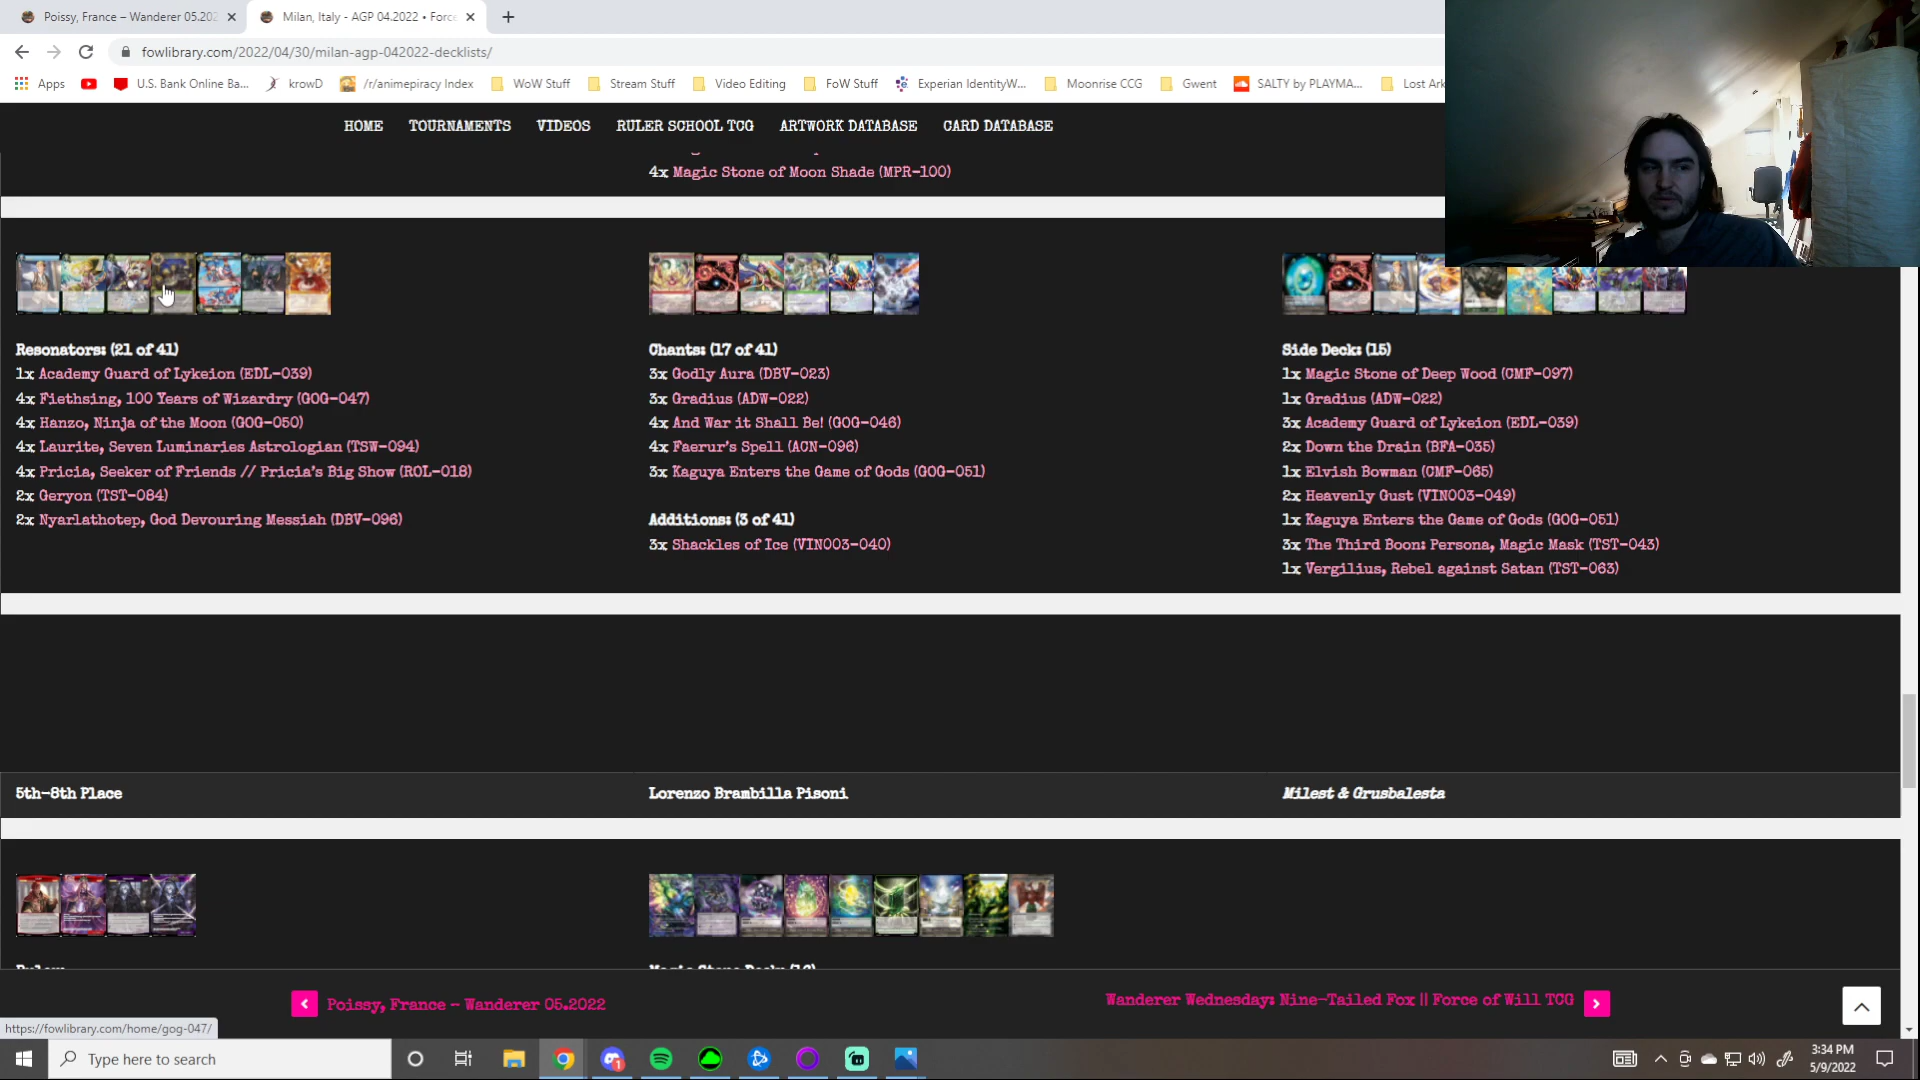 Poissy, France – Wanderer 05.202
Milan, Italy - AGP 04.2022 • Force
fowlibrary.com/2022/04/30/milan-agp-042022-decklists/
Apps
U.S. Bank Online Ba...
krowD
/r/animepiracy Index
WoW Stuff
Stream Stuff
Video Editing
FoW Stuff
Experian IdentityW...
Moonrise CCG
Gwent
SALTY by PLAYMA...
Lost Ark
HOME TOURNAMENTS VIDEOS RULER SCHOOL TCG ARTWORK DATABASE CARD DATABASE
4x Magic Stone of Moon Shade (MPR-100)
Resonators: (21 of 41)
1x Academy Guard of Lykeion (EDL-039)
4x Fiethsing, 100 Years of Wizardry (GOG-047)
4x Hanzo, Ninja of the Moon (GOG-050)
4x Laurite, Seven Luminaries Astrologian (TSW-094)
4x Pricia, Seeker of Friends // Pricia's Big Show (ROL-018)
2x Geryon (TST-084)
2x Nyarlathotep, God Devouring Messiah (DBV-096)
Chants: (17 of 41)
3x Godly Aura (DBV-023)
3x Gradius (ADW-022)
4x And War it Shall Be! (GOG-046)
4x Faerur's Spell (ACN-096)
3x Kaguya Enters the Game of Gods (GOG-051)
Additions: (3 of 41)
3x Shackles of Ice (VIN003-040)
Side Deck: (15)
1x Magic Stone of Deep Wood (CMF-097)
1x Gradius (ADW-022)
3x Academy Guard of Lykeion (EDL-039)
2x Down the Drain (BFA-035)
1x Elvish Bowman (CMF-065)
2x Heavenly Gust (VIN003-049)
1x Kaguya Enters the Game of Gods (GOG-051)
3x The Third Boon: Persona, Magic Mask (TST-043)
1x Vergilius, Rebel against Satan (TST-063)
5th-8th Place
Lorenzo Brambilla Pisoni
Milest & Grusbalesta
Poissy, France – Wanderer 05.2022
Wanderer Wednesday: Nine-Tailed Fox || Force of Will TCG
https://fowlibrary.com/home/gog-047/
Type here to search
3:34 PM
5/9/2022